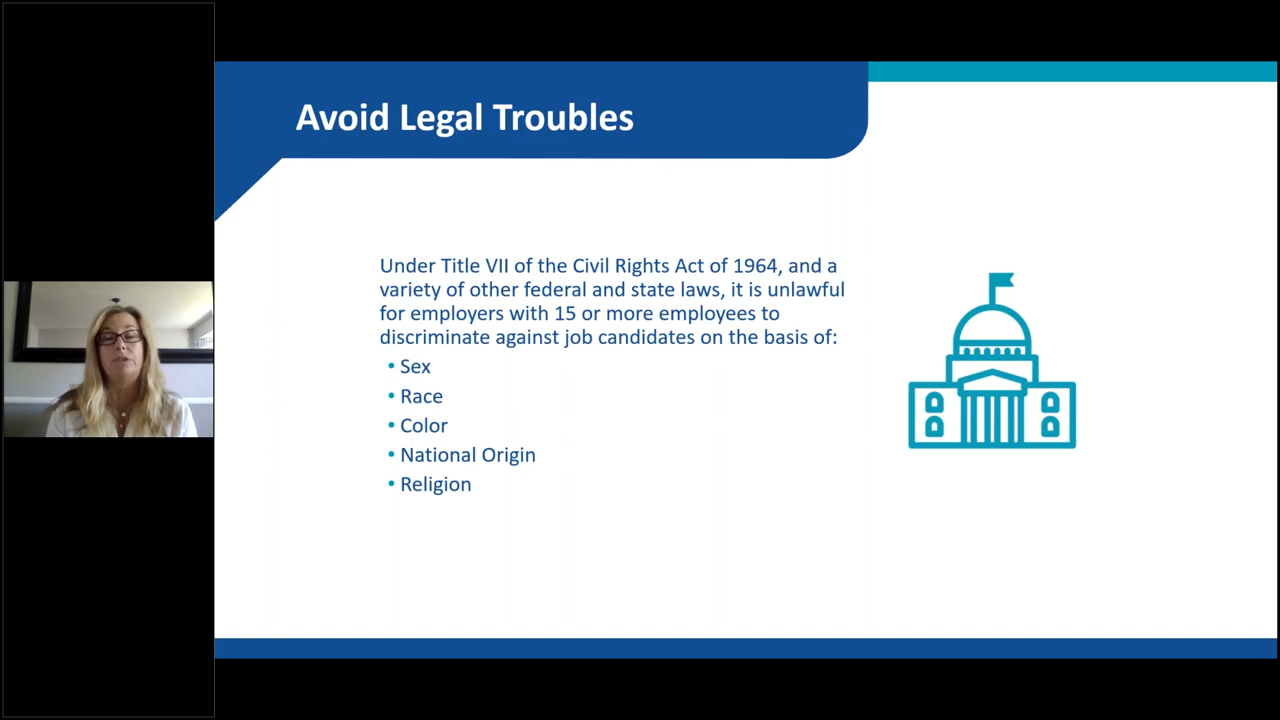 Avoid Legal Troubles
Under Title VII of the Civil Rights Act of 1964, and a
variety of other federal and state laws, it is unlawful
for employers with 15 or more employees to
discriminate against job candidates on the basis of:
• Sex
• Race
• Color
• National Origin
• Religion